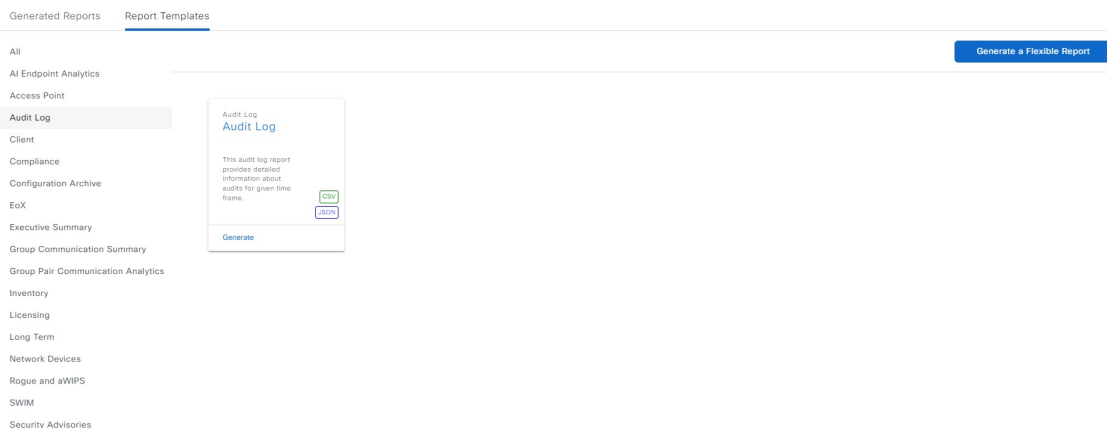 Generated Reports Report Templates
Generate a Flexible Report
All
AI Endpoint Analytics
Access Point
Audit Log
Client
Compliance
Configuration Archive
EoX
Executive Summary
Group Communication Summary
Group Pair Communication Analytics
Inventory
Licensing
Long Term
Network Devices
Rogue and aWIPS
SWIM
Security Advisories
Audit Log
Audit Log
This audit log report
provides detailed
information about
audits for given time
frame.
CSV
JSON
Generate